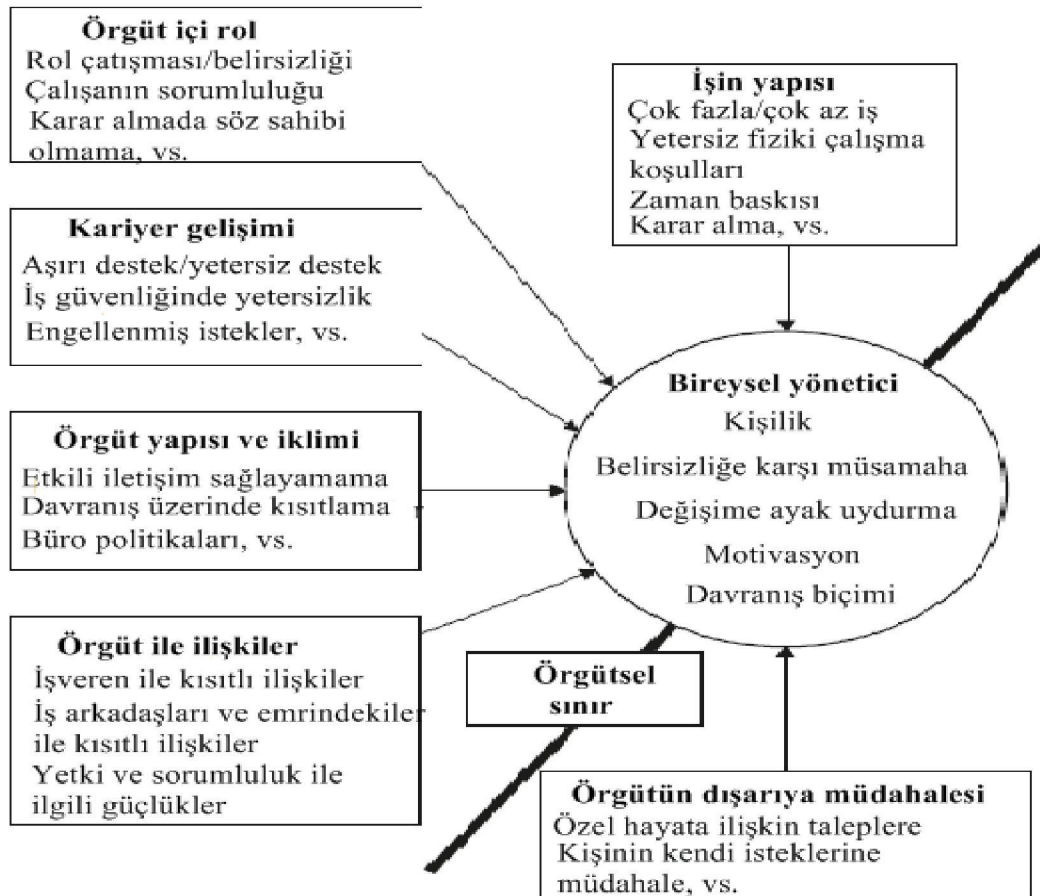 Örgüt içi rol
Rol çatışması/belirsizliği
Çalışanın sorumluluğu
Karar almada söz sahibi
olmama, vs.
İşin yapısı
Çok fazla/çok az iş
Yetersiz fiziki çalışma
koşulları
Zaman baskısı
Karar alma, vs.
Kariyer gelişimi
Aşırı destek/yetersiz destek
İş güvenliğinde yetersizlik
Engellenmiş istekler, vs.
Bireysel yönetici
Kişilik
Belirsizliğe karşı müsamaha
Değişime ayak uydurma
Motivasyon
Davranış biçimi
Örgüt yapısı ve iklimi
Etkili iletişim sağlayamama
Davranış üzerinde kısıtlama
Büro politikaları, vs.
Örgüt ile ilişkiler
İşveren ile kısıtlı ilişkiler
İş arkadaşları ve emrindekiler
ile kısıtlı ilişkiler
Yetki ve sorumluluk ile
ilgili güçlükler
Örgütsel
sınır
Örgütün dışarıya müdahalesi
Özel hayata ilişkin taleplere
Kişinin kendi isteklerine
müdahale, vs.